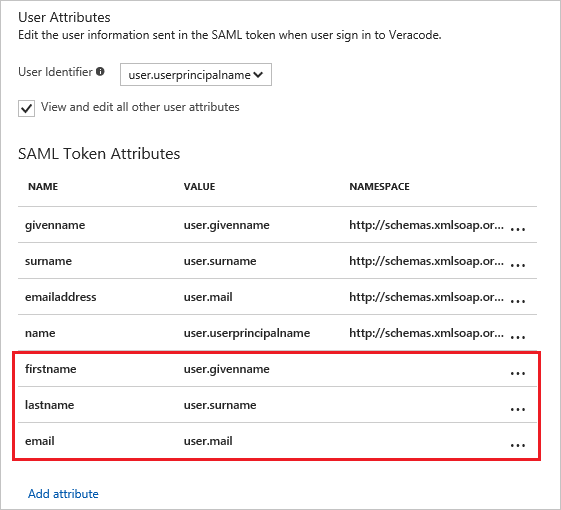 User Attributes
Edit the user information sent in the SAML token when user sign in to Veracode.
User Identifier
user.userprincipalname
View and edit all other user attributes
SAML Token Attributes
NAME VALUE NAMESPACE
givenname user.givenname http://schemas.xmlsoap.or... ...
surname user.surname http://schemas.xmlsoap.or... ...
emailaddress user.mail http://schemas.xmlsoap.or... ...
name user.userprincipalname http://schemas.xmlsoap.or... ...
firstname user.givenname ...
lastname user.surname ...
email user.mail ...
Add attribute